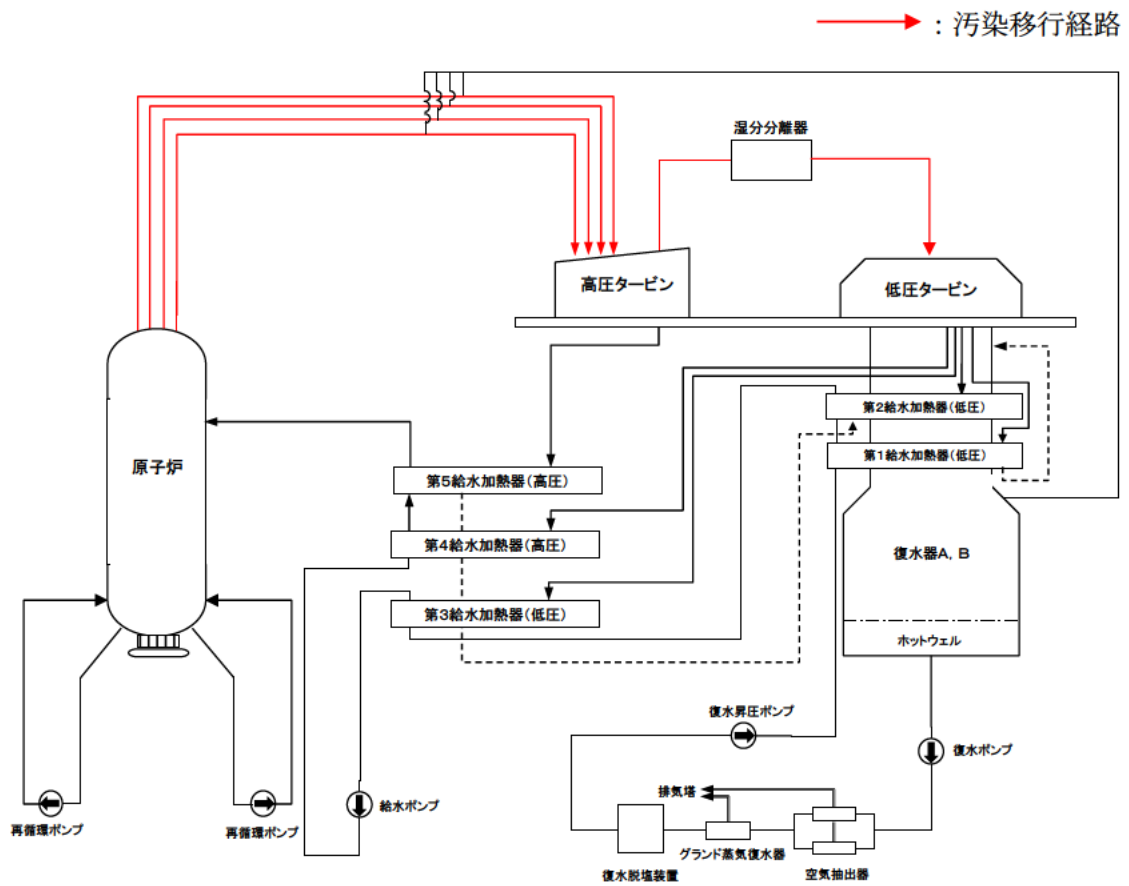 ：汚染移行経路
湿分分離器
高圧タービン
低圧タービン
第2給水加熱器（低圧）
第1給水加熱器（低圧）
原子炉
第5給水加熱器（高圧）
第4給水加熱器（高圧）
第3給水加熱器（低圧）
復水器A，B
ホットウェル
復水昇圧ポンプ
復水ポンプ
排気塔
給水ポンプ
再循環ポンプ
再循環ポンプ
グランド蒸気復水器
復水脱塩装置
空気抽出器